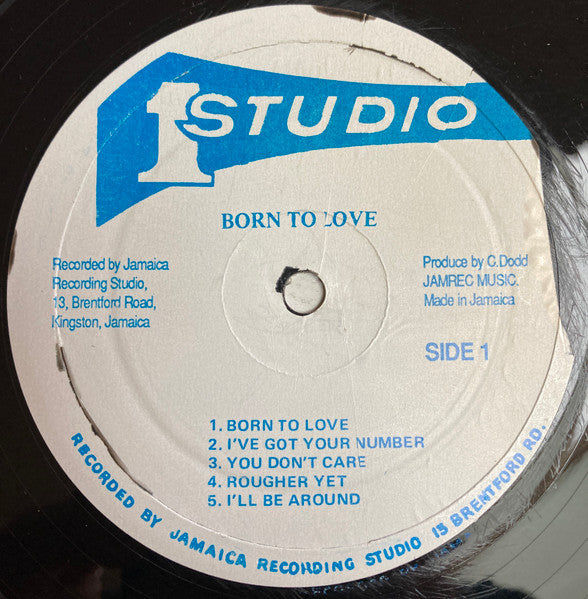 1 STUDIO
BORN TO LOVE
Recorded by Jamaica
Recording Studio,
13, Brentford Road,
Kingston, Jamaica
Produce by C.Dodd
JAMREC MUSIC.
Made in Jamaica
SIDE 1
1. BORN TO LOVE
2. I'VE GOT YOUR NUMBER
3. YOU DON'T CARE
4. ROUGHER YET
5. I'LL BE AROUND
RECORDED BY JAMAICA RECORDING STUDIO 13 BRENTFORD RD.